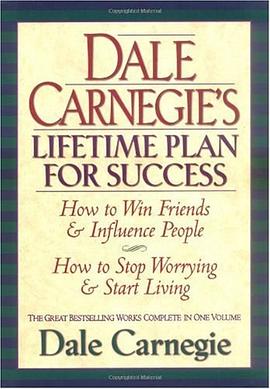 DALE
CARNEGIE'S
LIFETIME PLAN
FOR SUCCESS
How to Win Friends
& Influence People
How to Stop Worrying
& Start Living
THE GREAT BESTSELLING WORKS COMPLETE IN ONE VOLUME
Dale Carnegie